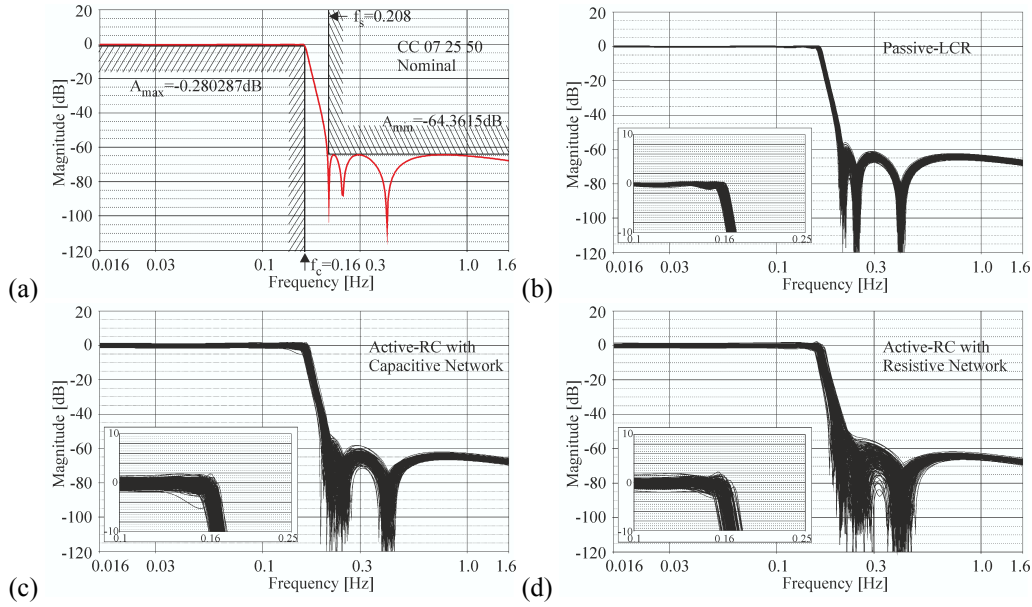 20
0
-20
-40
-60
-80
-100
-120
Magnitude [dB]
f_s=0.208
CC 07 25 50
Nominal
A_max=-0.280287dB
A_min=-64.3615dB
f_c=0.16
0.016 0.03 0.1 0.3 1.0 1.6
Frequency [Hz]
(a)
20
0
-20
-40
-60
-80
-100
-120
Magnitude [dB]
Passive-LCR
10
0
-10
0.1 0.16 0.25
0.016 0.03 0.1 0.3 1.0 1.6
Frequency [Hz]
(b)
20
0
-20
-40
-60
-80
-100
-120
Magnitude [dB]
Active-RC with
Capacitive Network
10
0
-10
0.1 0.16 0.25
0.016 0.03 0.1 0.3 1.0 1.6
Frequency [Hz]
(c)
20
0
-20
-40
-60
-80
-100
-120
Magnitude [dB]
Active-RC with
Resistive Network
10
0
-10
0.1 0.16 0.25
0.016 0.03 0.1 0.3 1.0 1.6
Frequency [Hz]
(d)